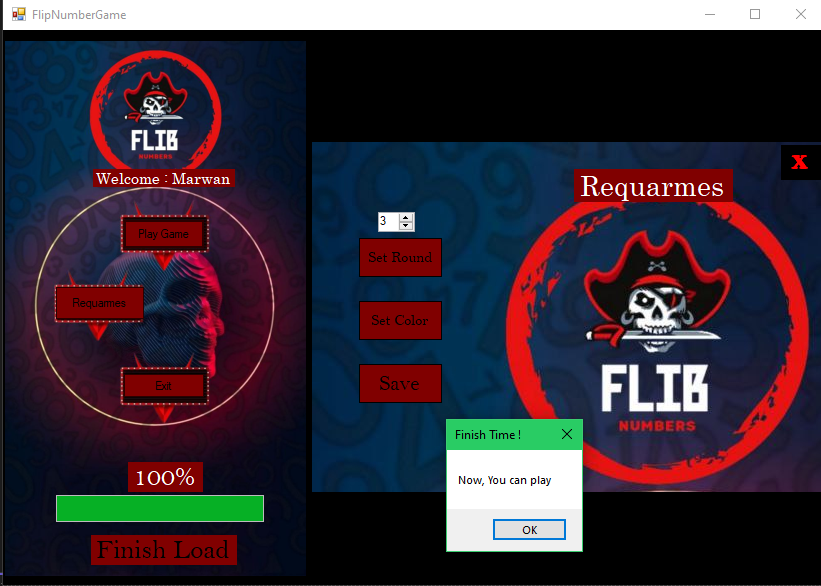 FlipNumberGame
FLIB
NUMBERS
Welcome : Marwan
Play Game
Requarmes
Exit
100%
Finish Load
X
Requarmes
3
Set Round
Set Color
Save
FLIB
NUMBERS
Finish Time !
Now, You can play
OK